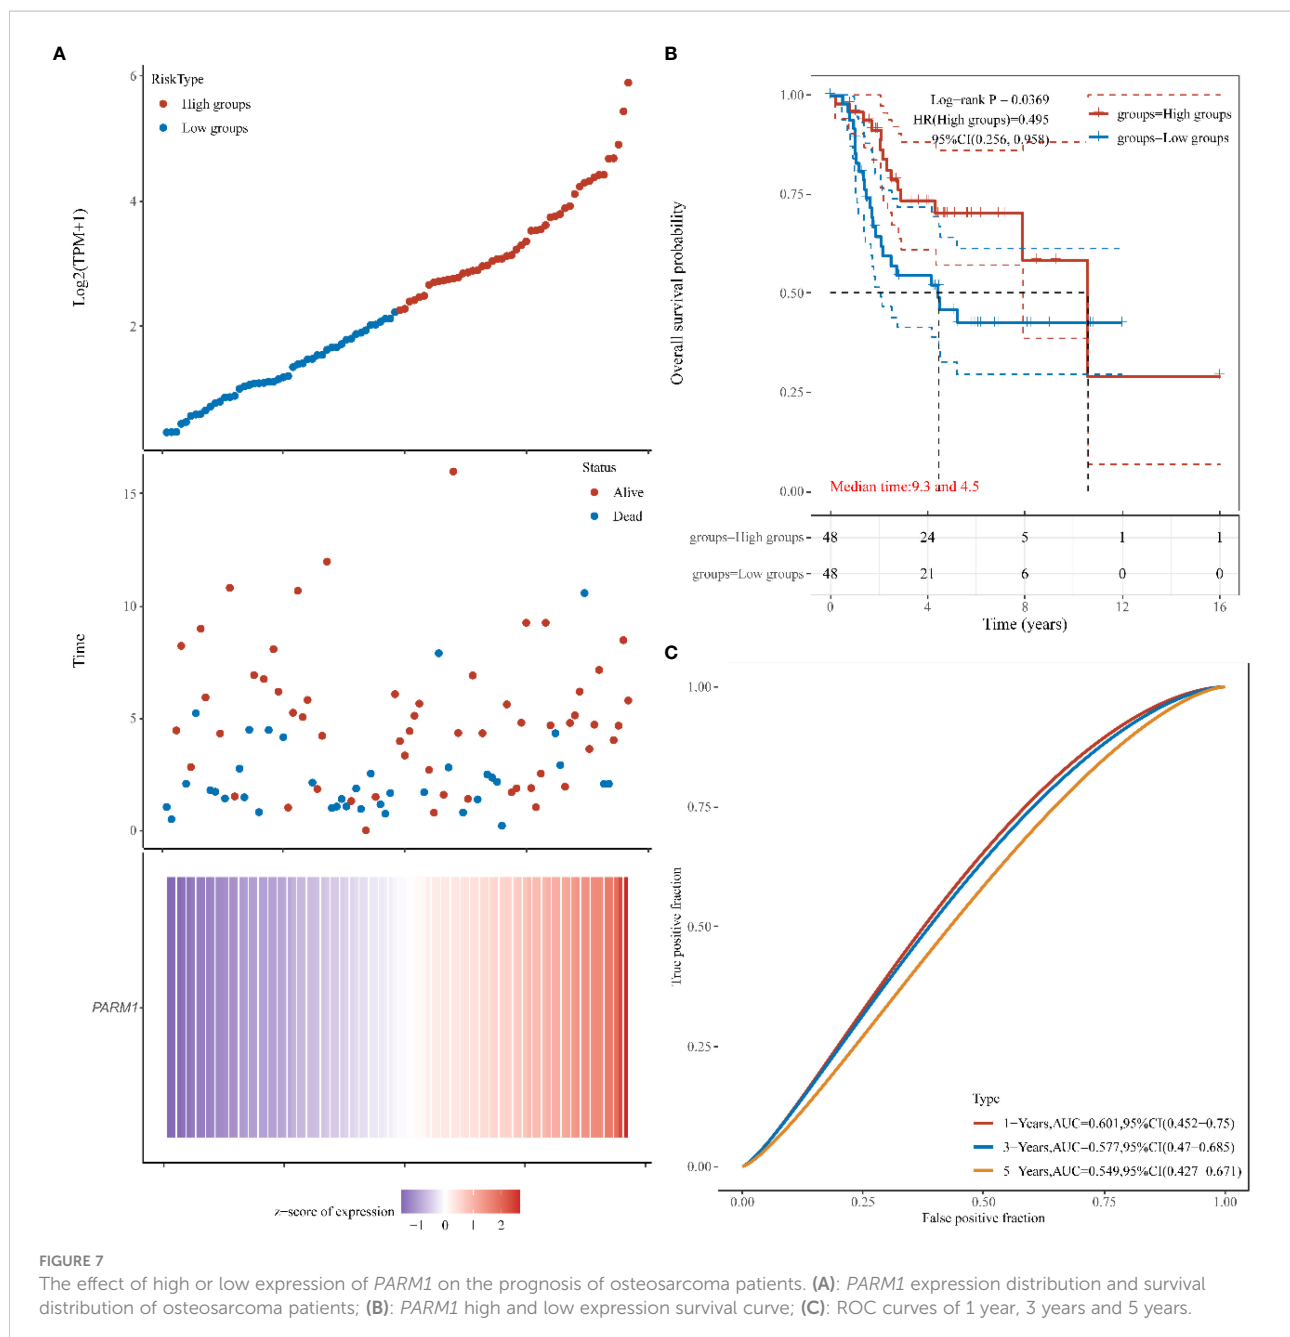 A
RiskType
High groups
Low groups
Log2(TPM+1)
6
4
2
Status
Alive
Dead
Time
15
10
5
0
PARM1
z−score of expression
−1 0 1 2
B
Log−rank P − 0.0369
HR(High groups)=0.495
95%CI(0.256, 0.958)
groups=High groups
groups−Low groups
Overall survival probability
1.00
0.75
0.50
0.25
0.00
Median time:9.3 and 4.5
groups−High groups 48 24 5 1 1
groups=Low groups 48 21 6 0 0
0 4 8 12 16
Time (years)
C
True positive fraction
1.00
0.75
0.50
0.25
0.00
Type
1−Years,AUC=0.601,95%CI(0.452−0.75)
3−Years,AUC−0.577,95%CI(0.47−0.685)
5 Years,AUC=0.549,95%CI(0.427 0.671)
0.00 0.25 0.50 0.75 1.00
False positive fraction
FIGURE 7
The effect of high or low expression of PARM1 on the prognosis of osteosarcoma patients. (A): PARM1 expression distribution and survival
distribution of osteosarcoma patients; (B): PARM1 high and low expression survival curve; (C): ROC curves of 1 year, 3 years and 5 years.